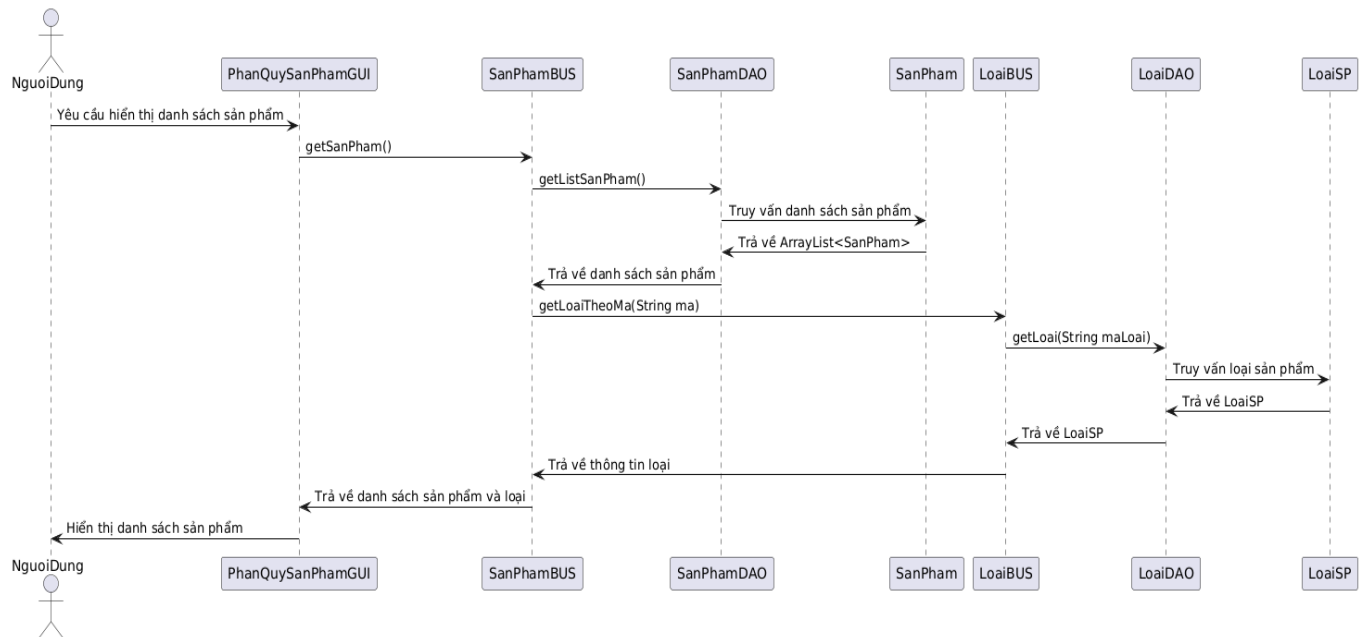 NguoiDung
PhanQuySanPhamGUI
SanPhamBUS
SanPhamDAO
SanPham
LoaiBUS
LoaiDAO
LoaiSP
Yêu cầu hiển thị danh sách sản phẩm
getSanPham()
getListSanPham()
Truy vấn danh sách sản phẩm
Trả về ArrayList<SanPham>
Trả về danh sách sản phẩm
getLoaiTheoMa(String ma)
getLoai(String maLoai)
Truy vấn loại sản phẩm
Trả về LoaiSP
Trả về LoaiSP
Trả về thông tin loại
Trả về danh sách sản phẩm và loại
Hiển thị danh sách sản phẩm
NguoiDung
PhanQuySanPhamGUI
SanPhamBUS
SanPhamDAO
SanPham
LoaiBUS
LoaiDAO
LoaiSP